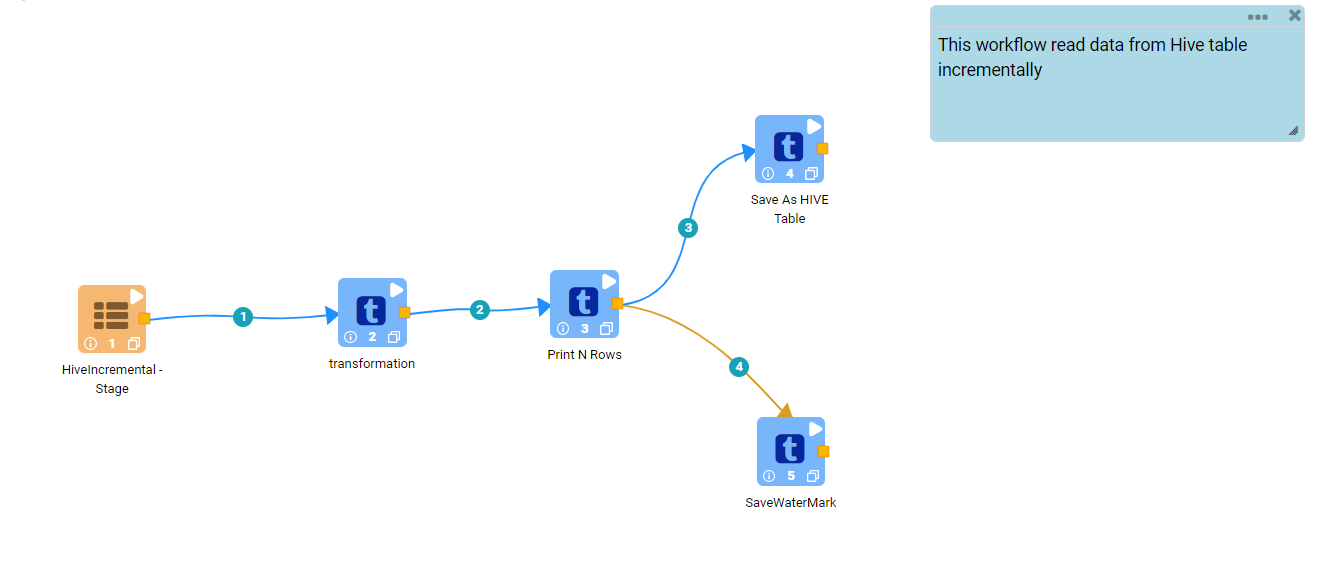 This workflow read data from Hive table
incrementally
t
4
Save As HIVE
Table
3
1
HiveIncremental -
Stage
1
t
2
transformation
2
t
3
Print N Rows
4
t
5
SaveWaterMark